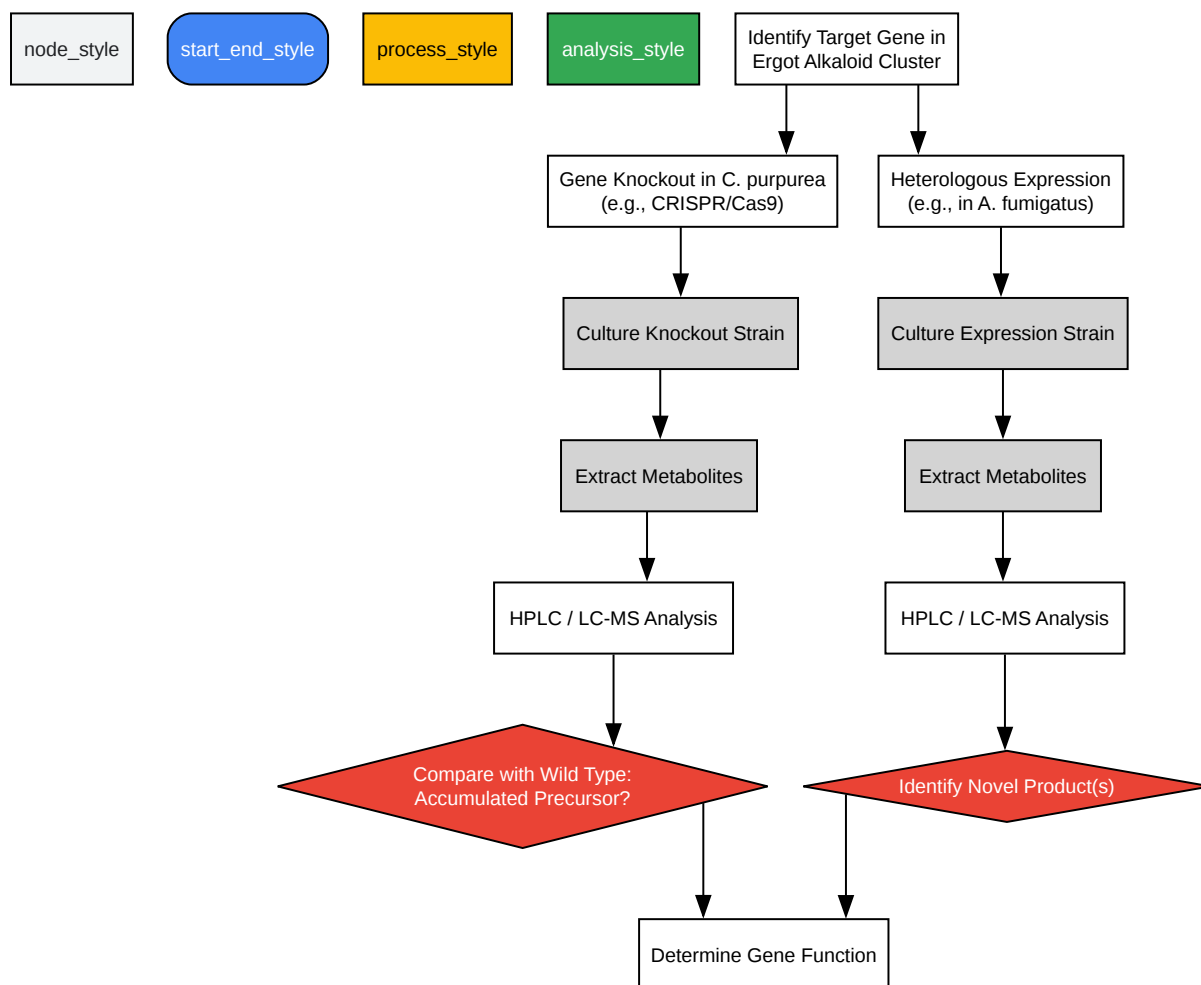 node_style
start_end_style
process_style
analysis_style
Identify Target Gene in
Ergot Alkaloid Cluster
Gene Knockout in C. purpurea
(e.g., CRISPR/Cas9)
Heterologous Expression
(e.g., in A. fumigatus)
Culture Knockout Strain
Culture Expression Strain
Extract Metabolites
Extract Metabolites
HPLC / LC-MS Analysis
HPLC / LC-MS Analysis
Compare with Wild Type:
Accumulated Precursor?
Identify Novel Product(s)
Determine Gene Function